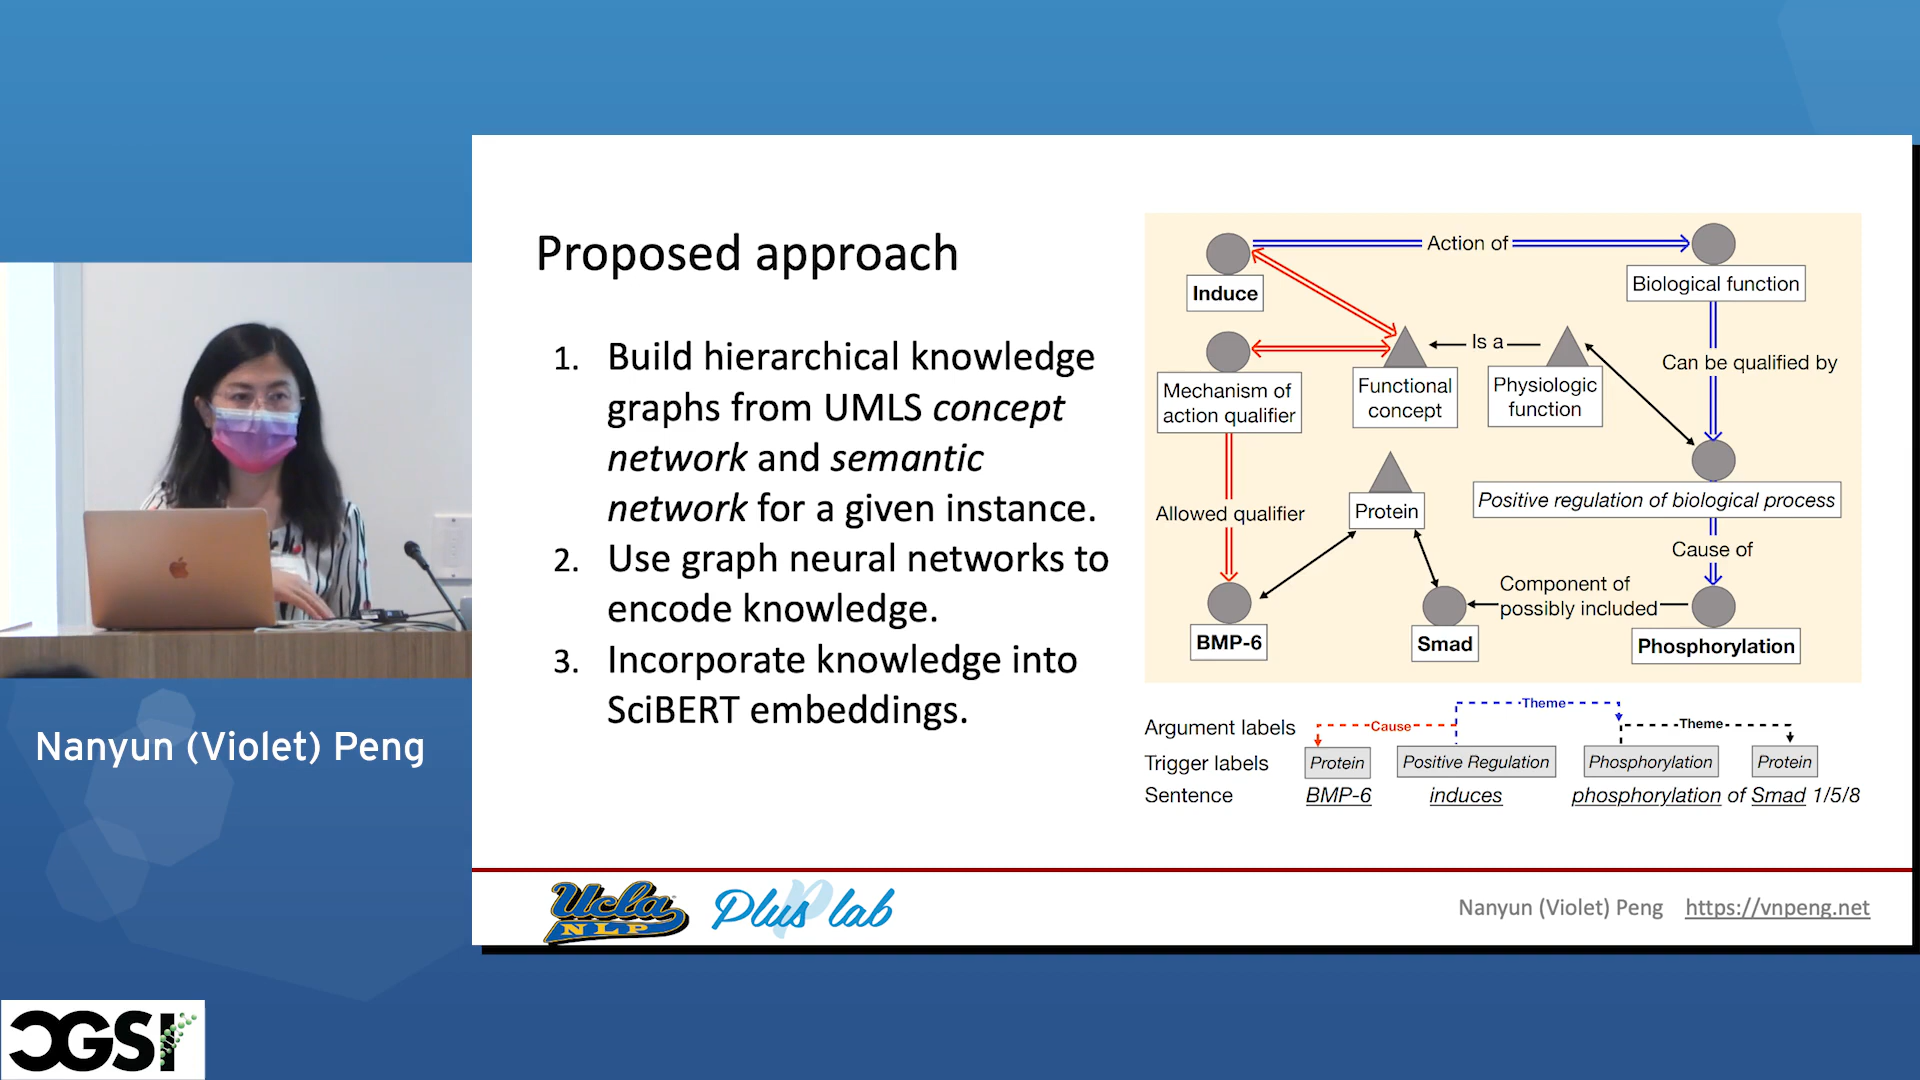 Proposed approach
1. Build hierarchical knowledge
graphs from UMLS concept
network and semantic
network for a given instance.
2. Use graph neural networks to
encode knowledge.
3. Incorporate knowledge into
SciBERT embeddings.
Action of
Induce
Biological function
Is a
Can be qualified by
Mechanism of
action qualifier
Functional
concept
Physiologic
function
Positive regulation of biological process
Allowed qualifier
Protein
Cause of
Component of
possibly included
BMP-6
Smad
Phosphorylation
Theme
Argument labels
Cause
Theme
Trigger labels
Protein
Positive Regulation
Phosphorylation
Protein
Sentence
BMP-6 induces phosphorylation of Smad 1/5/8
Ucla
NLP
Plus lab
Nanyun (Violet) Peng https://vnpeng.net
Nanyun (Violet) Peng
CGSI